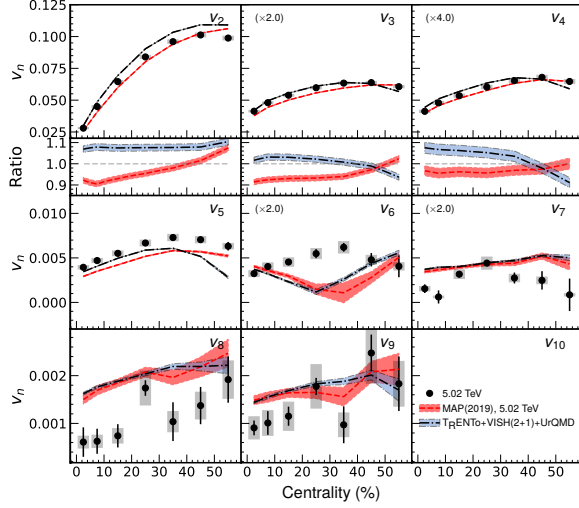 v2
(×2.0) v3
(×4.0) v4
vn
0.125
0.100
0.075
0.050
0.025
Ratio
1.1
1.0
0.9
v5
(×2.0) v6
(×2.0) v7
vn
0.010
0.005
0.000
v8
v9
v10
vn
0.002
0.001
5.02 TeV
MAP(2019), 5.02 TeV
TRENTo+VISH(2+1)+UrQMD
0 10 20 30 40 50 0 10 20 30 40 50 0 10 20 30 40 50
Centrality (%)